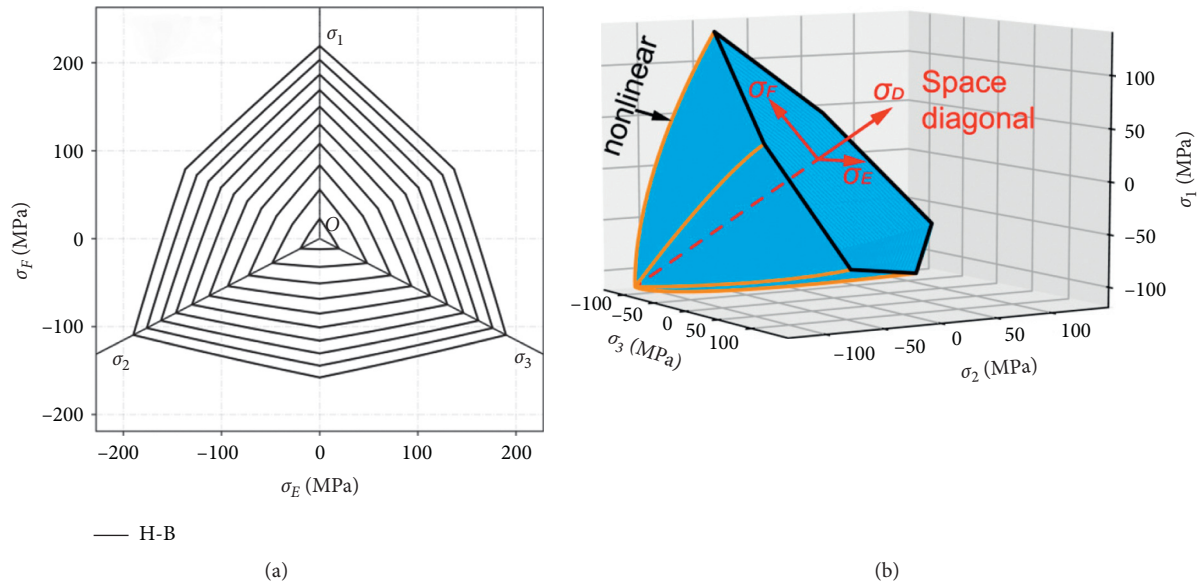 200
100
0
−100
−200
σF (MPa)
−200
−100
0
100
200
σE (MPa)
σ1
O
σ2
σ3
H-B
(a)
nonlinear
σF
σD
Space
diagonal
σE
100
50
0
−50
−100
σ1 (MPa)
−100
−50
0
50
100
σ3 (MPa)
−100
−50
0
50
100
σ2 (MPa)
(b)